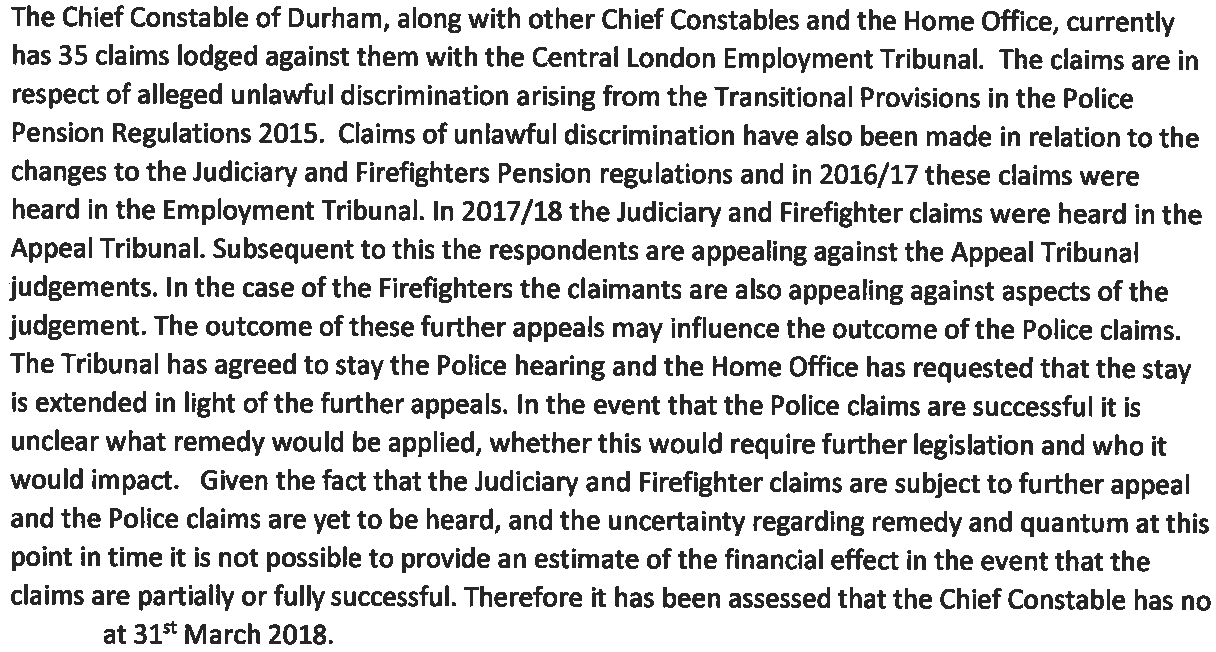 The Chief Constable of Durham, along with other Chief Constables and the Home Office, currently
has 35 claims lodged against them with the Central London Employment Tribunal. The claims are in
respect of alleged unlawful discrimination arising from the Transitional Provisions in the Police
Pension Regulations 2015. Claims of unlawful discrimination have also been made in relation to the
changes to the Judiciary and Firefighters Pension regulations and in 2016/17 these claims were
heard in the Employment Tribunal. In 2017/18 the Judiciary and Firefighter claims were heard in the
Appeal Tribunal. Subsequent to this the respondents are appealing against the Appeal Tribunal
judgements. In the case of the Firefighters the claimants are also appealing against aspects of the
judgement. The outcome of these further appeals may influence the outcome of the Police claims.
The Tribunal has agreed to stay the Police hearing and the Home Office has requested that the stay
is extended in light of the further appeals. In the event that the Police claims are successful it is
unclear what remedy would be applied, whether this would require further legislation and who it
would impact. Given the fact that the Judiciary and Firefighter claims are subject to further appeal
and the Police claims are yet to be heard, and the uncertainty regarding remedy and quantum at this
point in time it is not possible to provide an estimate of the financial effect in the event that the
claims are partially or fully successful. Therefore it has been assessed that the Chief Constable has no
at 31st March 2018.